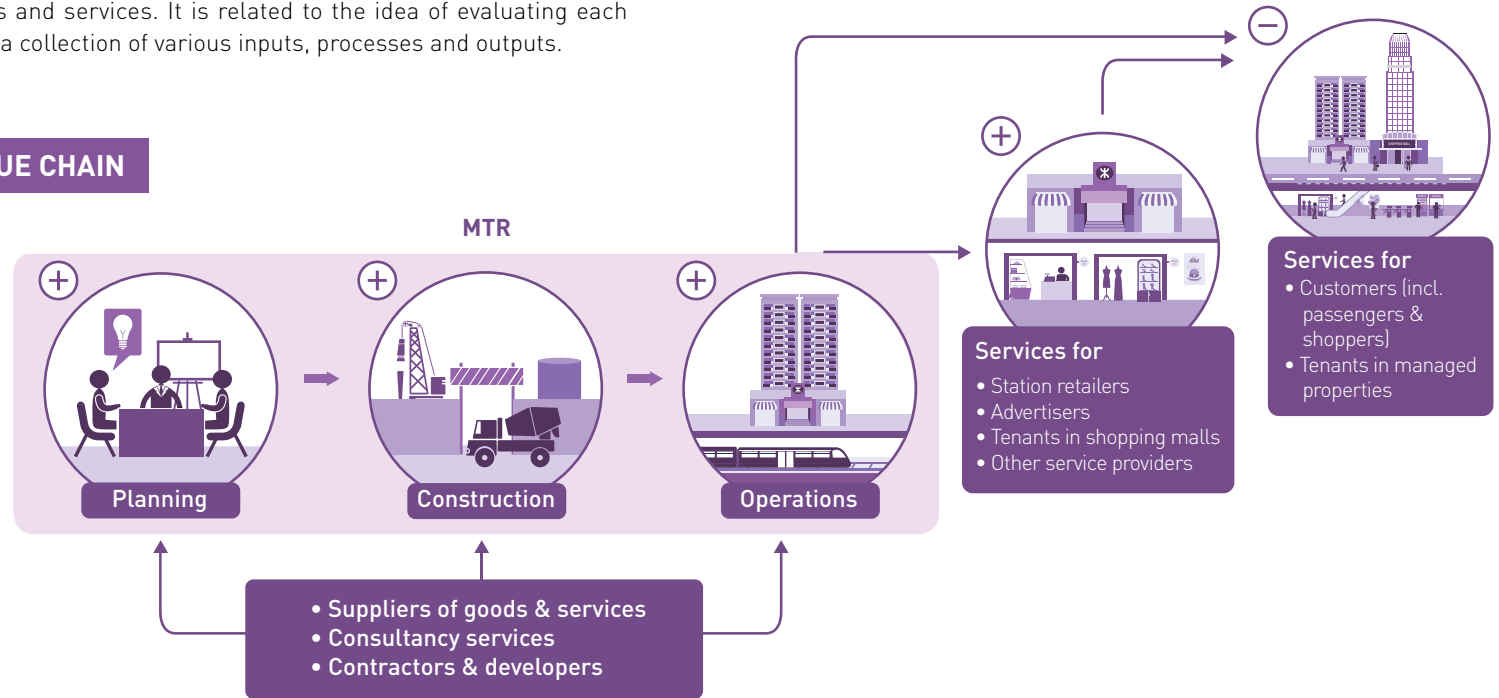 s and services. It is related to the idea of evaluating each
a collection of various inputs, processes and outputs.
UE CHAIN
MTR
Planning
Construction
Operations
• Suppliers of goods & services
• Consultancy services
• Contractors & developers
Services for
• Station retailers
• Advertisers
• Tenants in shopping malls
• Other service providers
SHOPPING MALL
Services for
• Customers (incl.
passengers &
shoppers)
• Tenants in managed
properties